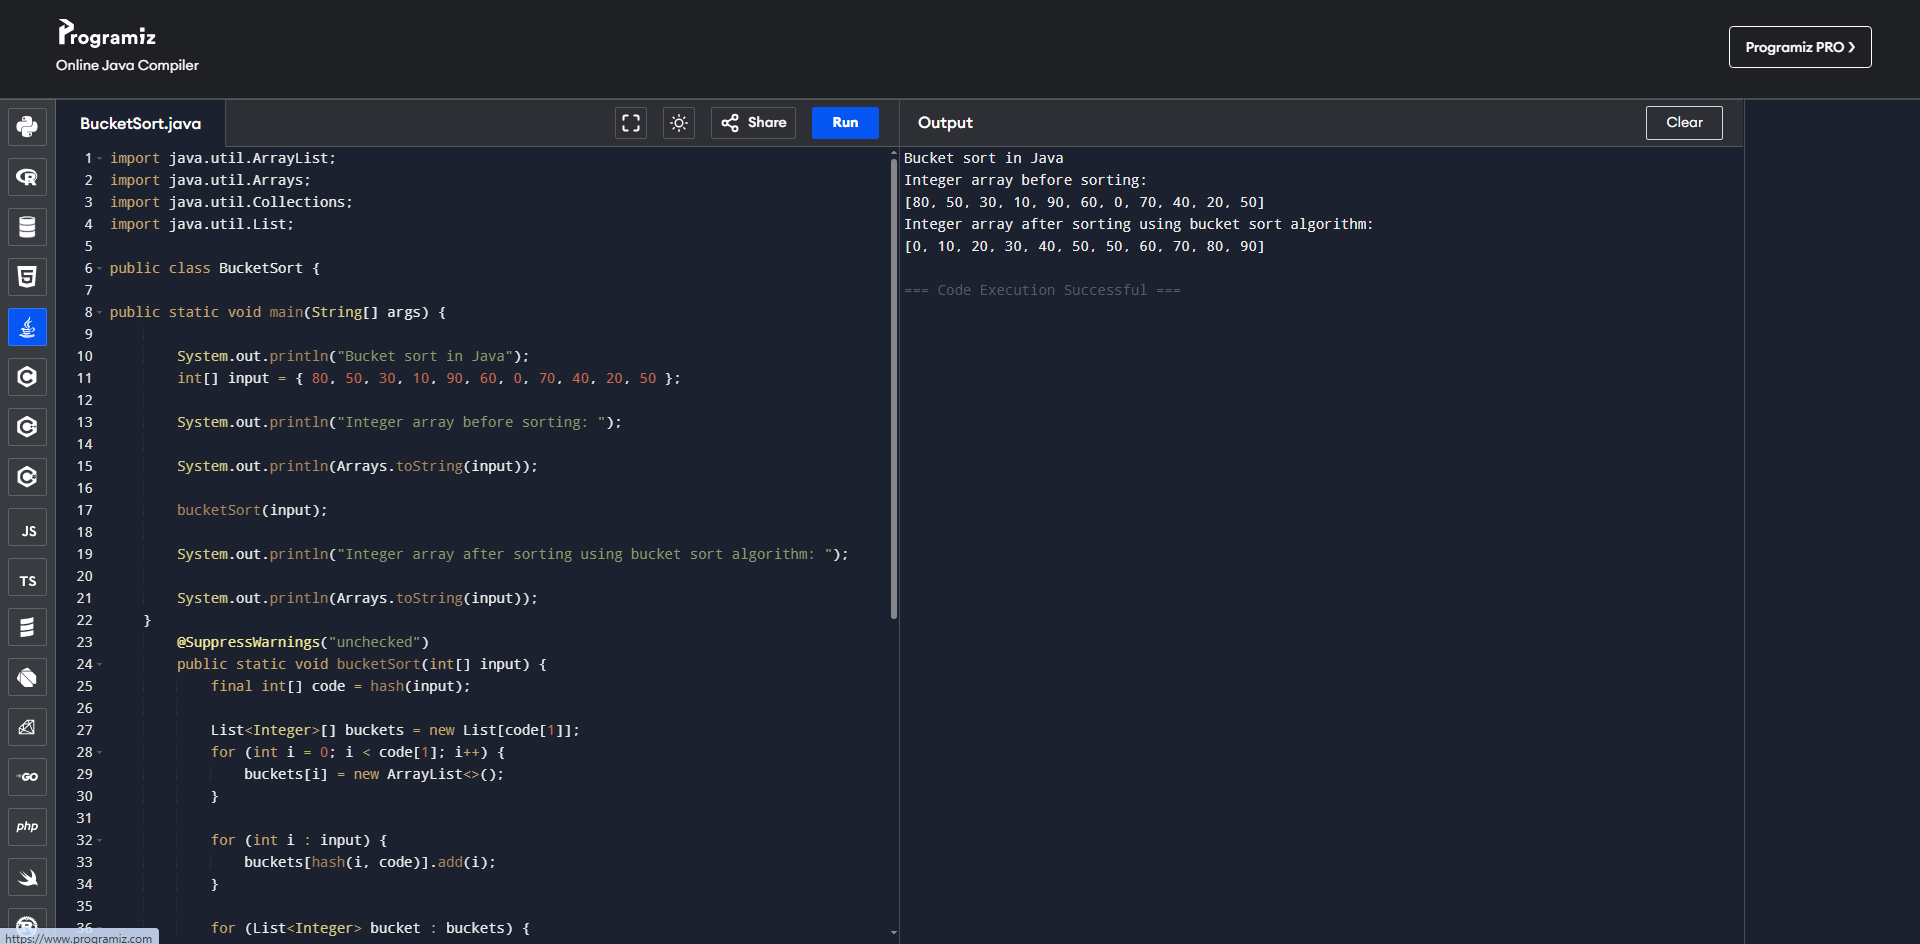 Programiz
Online Java Compiler
Programiz PRO ❯
BucketSort.java
Share
Run
Output
Clear
JS
TS
GO
php
1 import java.util.ArrayList;
2 import java.util.Arrays;
3 import java.util.Collections;
4 import java.util.List;
5
6 public class BucketSort {
7
8 public static void main(String[] args) {
9
10 System.out.println("Bucket sort in Java");
11 int[] input = { 80, 50, 30, 10, 90, 60, 0, 70, 40, 20, 50 };
12
13 System.out.println("Integer array before sorting: ");
14
15 System.out.println(Arrays.toString(input));
16
17 bucketSort(input);
18
19 System.out.println("Integer array after sorting using bucket sort algorithm: ");
20
21 System.out.println(Arrays.toString(input));
22 }
23 @SuppressWarnings("unchecked")
24 public static void bucketSort(int[] input) {
25 final int[] code = hash(input);
26
27 List<Integer>[] buckets = new List[code[1]];
28 for (int i = 0; i < code[1]; i++) {
29 buckets[i] = new ArrayList<>();
30 }
31
32 for (int i : input) {
33 buckets[hash(i, code)].add(i);
34 }
35
36 for (List<Integer> bucket : buckets) {
Bucket sort in Java
Integer array before sorting:
[80, 50, 30, 10, 90, 60, 0, 70, 40, 20, 50]
Integer array after sorting using bucket sort algorithm:
[0, 10, 20, 30, 40, 50, 50, 60, 70, 80, 90]
=== Code Execution Successful ===
https://www.programiz.com